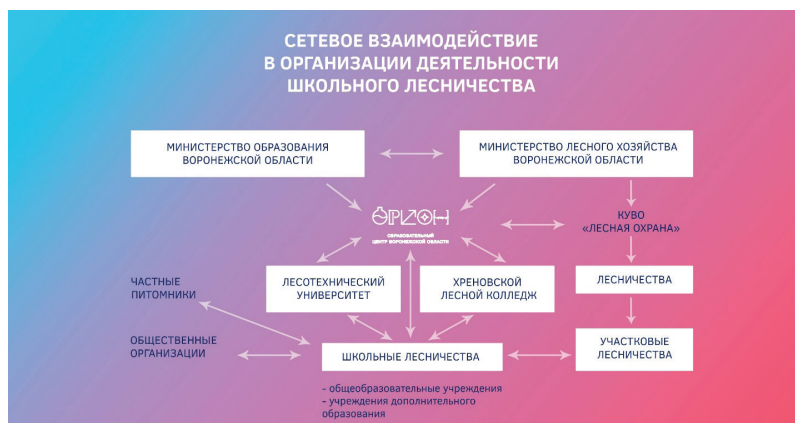 СЕТЕВОЕ ВЗАИМОДЕЙСТВИЕ
В ОРГАНИЗАЦИИ ДЕЯТЕЛЬНОСТИ
ШКОЛЬНОГО ЛЕСНИЧЕСТВА
МИНИСТЕРСТВО ОБРАЗОВАНИЯ
ВОРОНЕЖСКОЙ ОБЛАСТИ
МИНИСТЕРСТВО ЛЕСНОГО ХОЗЯЙСТВА
ВОРОНЕЖСКОЙ ОБЛАСТИ
ОРИОН
ОБРАЗОВАТЕЛЬНЫЙ
ЦЕНТР ВОРОНЕЖСКОЙ ОБЛАСТИ
КУВО
«ЛЕСНАЯ ОХРАНА»
ЧАСТНЫЕ
ПИТОМНИКИ
ЛЕСОТЕХНИЧЕСКИЙ
УНИВЕРСИТЕТ
ХРЕНОВСКОЙ
ЛЕСНОЙ КОЛЛЕДЖ
ЛЕСНИЧЕСТВА
ОБЩЕСТВЕННЫЕ
ОРГАНИЗАЦИИ
ШКОЛЬНЫЕ ЛЕСНИЧЕСТВА
УЧАСТКОВЫЕ
ЛЕСНИЧЕСТВА
- общеобразовательные учреждения
- учреждения дополнительного
образования